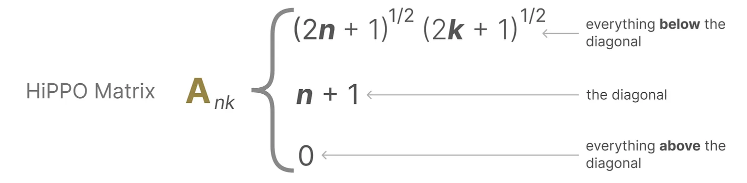 HiPPO Matrix
A nk
(2n + 1)^1/2 (2k + 1)^1/2
everything below the
diagonal
n + 1
the diagonal
0
everything above the
diagonal